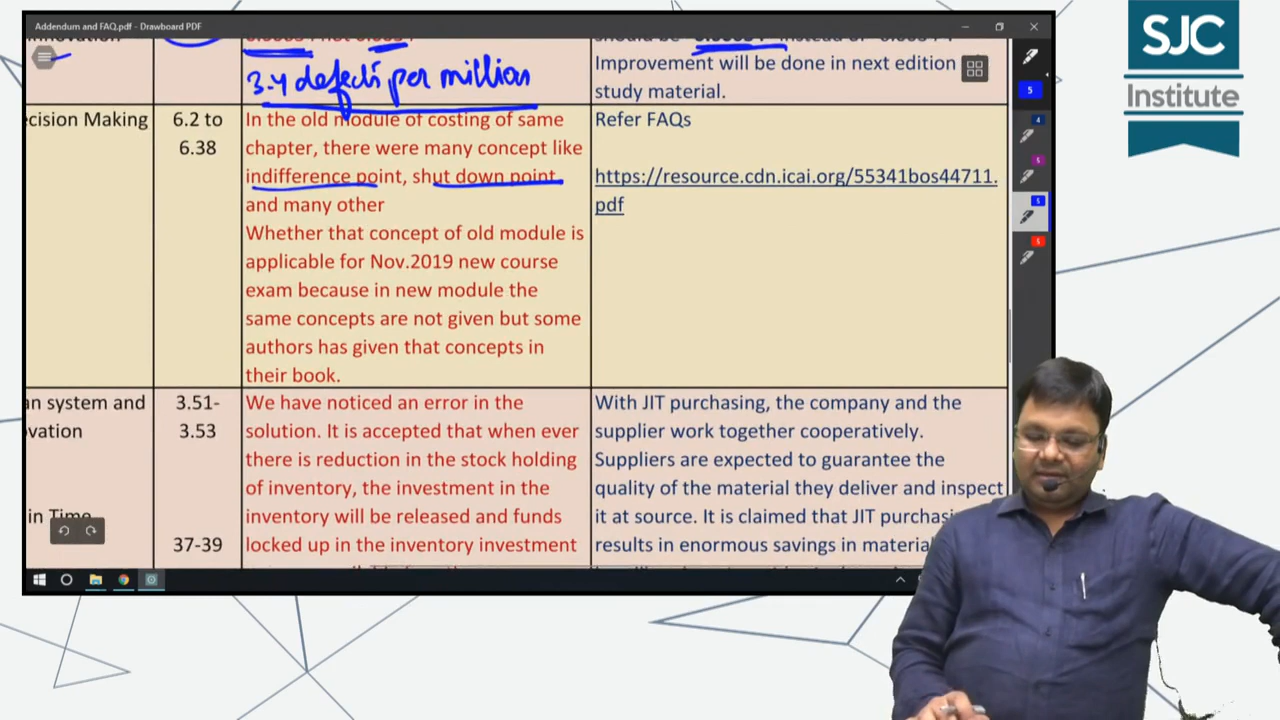 Addendum and FAQ.pdf - Drawboard PDF
Improvement will be done in next edition
study material.
3.4 defects per million
Decision Making
6.2 to
6.38
In the old module of costing of same
chapter, there were many concept like
indifference point, shut down point
and many other
Whether that concept of old module is
applicable for Nov.2019 new course
exam because in new module the
same concepts are not given but some
authors has given that concepts in
their book.
Refer FAQs
https://resource.cdn.icai.org/55341bos44711.
pdf
an system and
ovation
in Time
3.51-
3.53
37-39
We have noticed an error in the
solution. It is accepted that when ever
there is reduction in the stock holding
of inventory, the investment in the
inventory will be released and funds
locked up in the inventory investment
With JIT purchasing, the company and the
supplier work together cooperatively.
Suppliers are expected to guarantee the
quality of the material they deliver and inspect
it at source. It is claimed that JIT
results in enormous savings in material
5
4
5
5
5
SJC
Institute